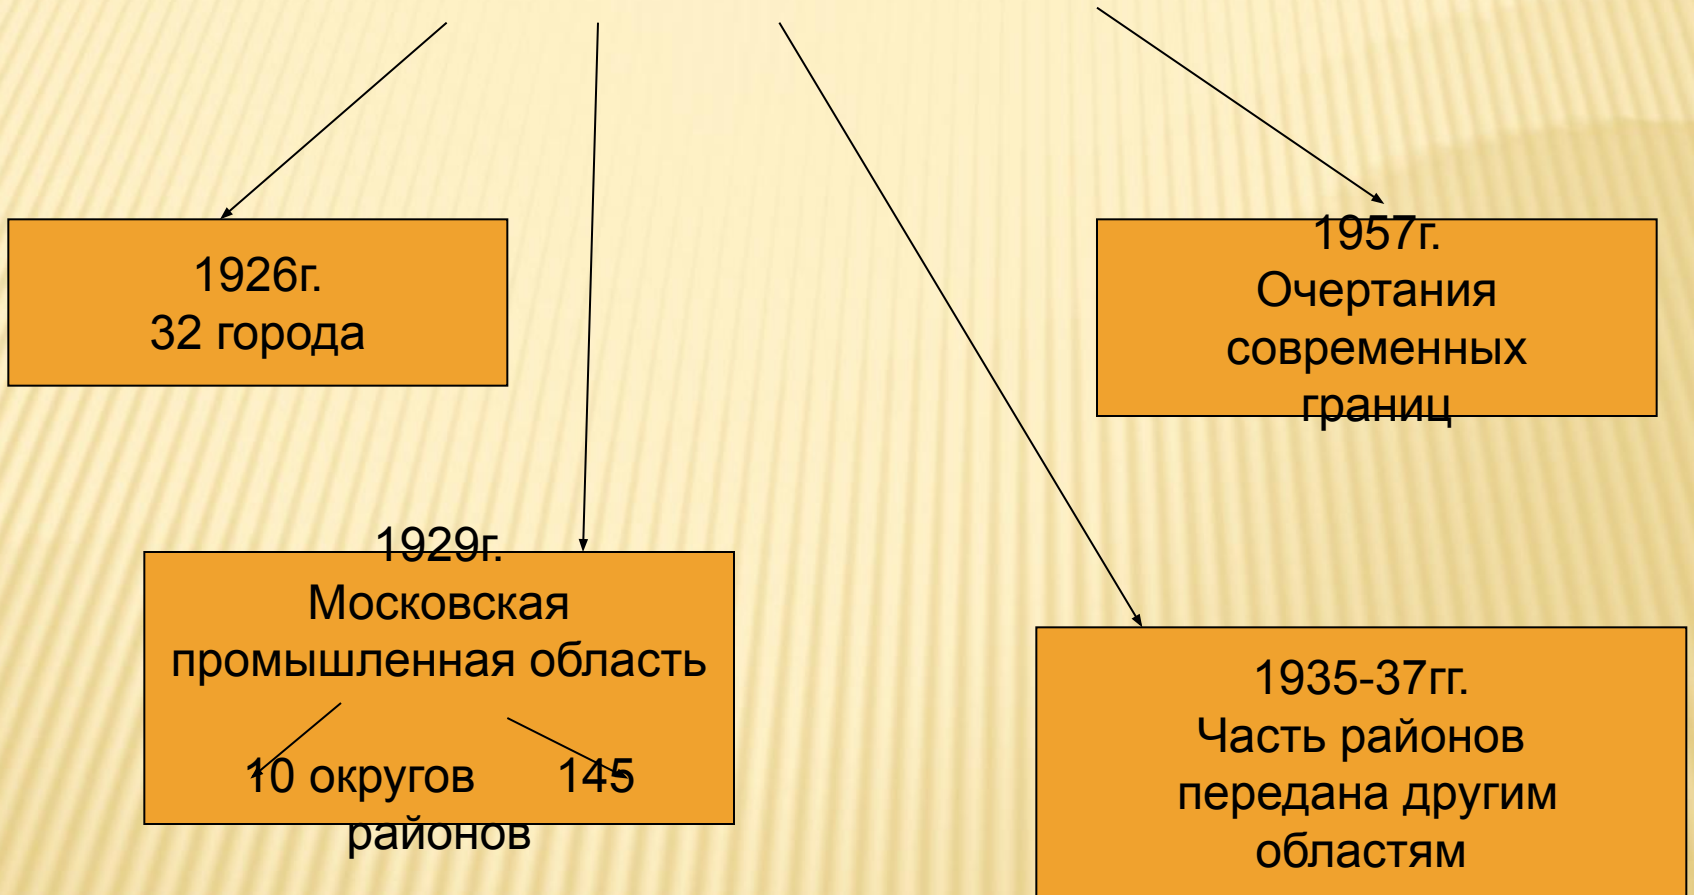 1926г.
32 города
1957г.
Очертания
современных
границ
1929г.
Московская
промышленная область
10 округов 145
районов
1935-37гг.
Часть районов
передана другим
областям